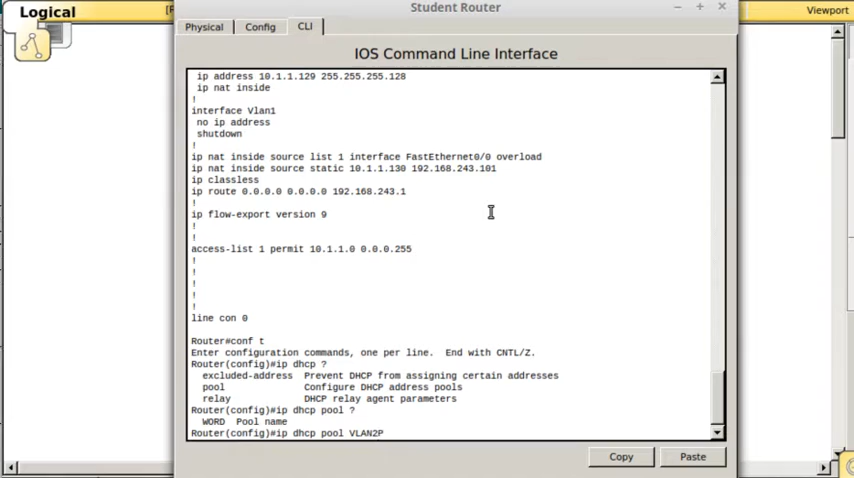 Student Router
Logical
[
Viewport
Physical
Config
CLI
IOS Command Line Interface
ip address 10.1.1.129 255.255.255.128
ip nat inside
!
interface Vlan1
no ip address
shutdown
!
ip nat inside source list 1 interface FastEthernet0/0 overload
ip nat inside source static 10.1.1.130 192.168.243.101
ip classless
ip route 0.0.0.0 0.0.0.0 192.168.243.1
!
ip flow-export version 9
!
!
access-list 1 permit 10.1.1.0 0.0.0.255
!
!
!
!
!
line con 0
Router#conf t
Enter configuration commands, one per line.  End with CNTL/Z.
Router(config)#ip dhcp ?
excluded-address  Prevent DHCP from assigning certain addresses
pool              Configure DHCP address pools
relay             DHCP relay agent parameters
Router(config)#ip dhcp pool ?
WORD  Pool name
Router(config)#ip dhcp pool VLAN2P
Copy
Paste